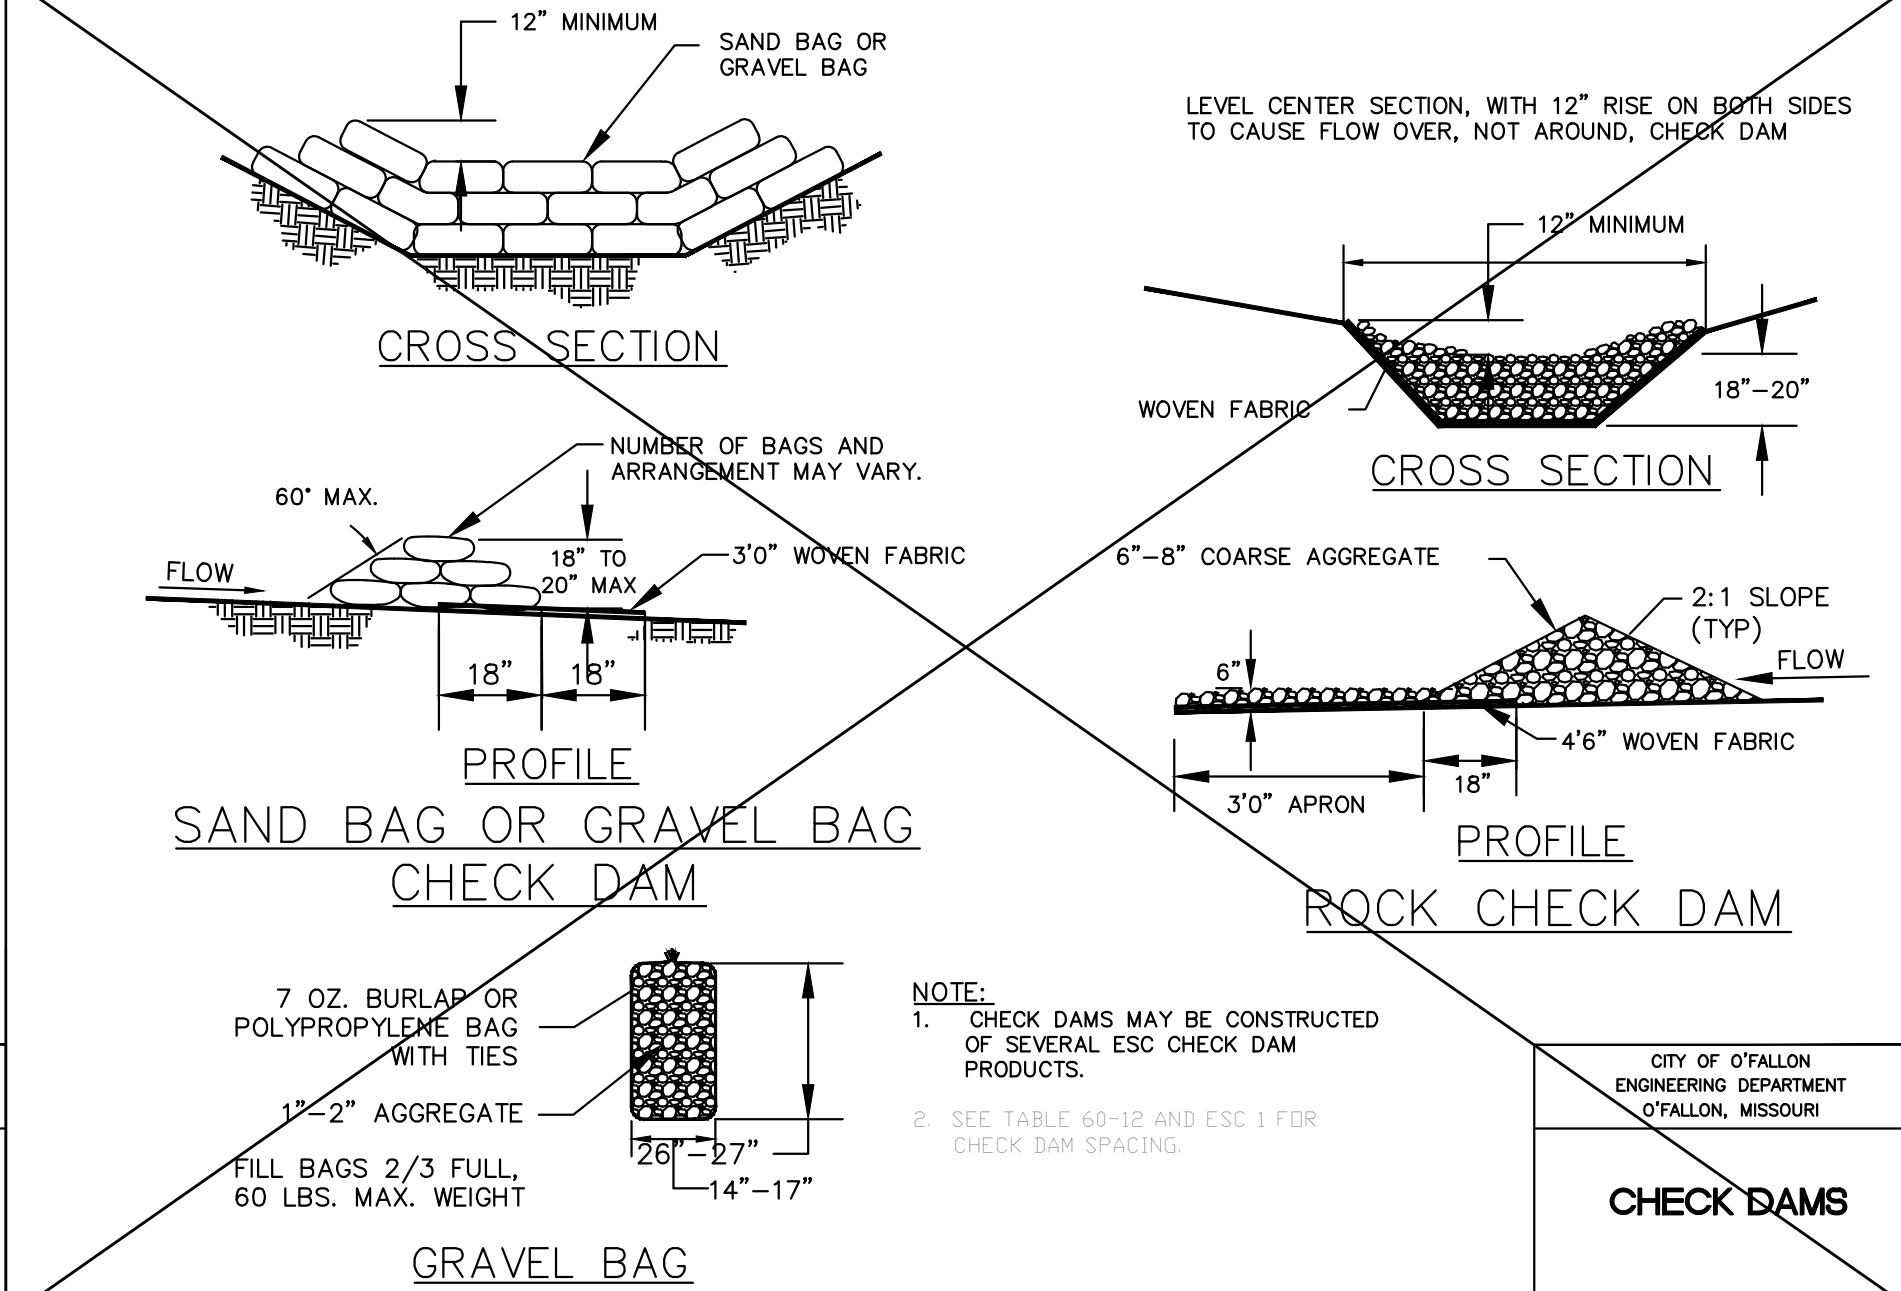 12” MINIMUM
SAND BAG OR
GRAVEL BAG
CROSS SECTION
NUMBER OF BAGS AND
ARRANGEMENT MAY VARY.
60° MAX.
FLOW
18” TO
20” MAX
3’0” WOVEN FABRIC
18”
18”
PROFILE
SAND BAG OR GRAVEL BAG
CHECK DAM
LEVEL CENTER SECTION, WITH 12” RISE ON BOTH SIDES
TO CAUSE FLOW OVER, NOT AROUND, CHECK DAM
12” MINIMUM
18”-20”
WOVEN FABRIC
CROSS SECTION
6”-8” COARSE AGGREGATE
2:1 SLOPE
(TYP)
FLOW
6”
4’6” WOVEN FABRIC
18”
3’0” APRON
PROFILE
ROCK CHECK DAM
7 OZ. BURLAP OR
POLYPROPYLENE BAG
WITH TIES
1”-2” AGGREGATE
FILL BAGS 2/3 FULL,
60 LBS. MAX. WEIGHT
26”-27”
14”-17”
GRAVEL BAG
NOTE:
1. CHECK DAMS MAY BE CONSTRUCTED
OF SEVERAL ESC CHECK DAM
PRODUCTS.
2. SEE TABLE 60-12 AND ESC 1 FOR
CHECK DAM SPACING.
CITY OF O’FALLON
ENGINEERING DEPARTMENT
O’FALLON, MISSOURI
CHECK DAMS